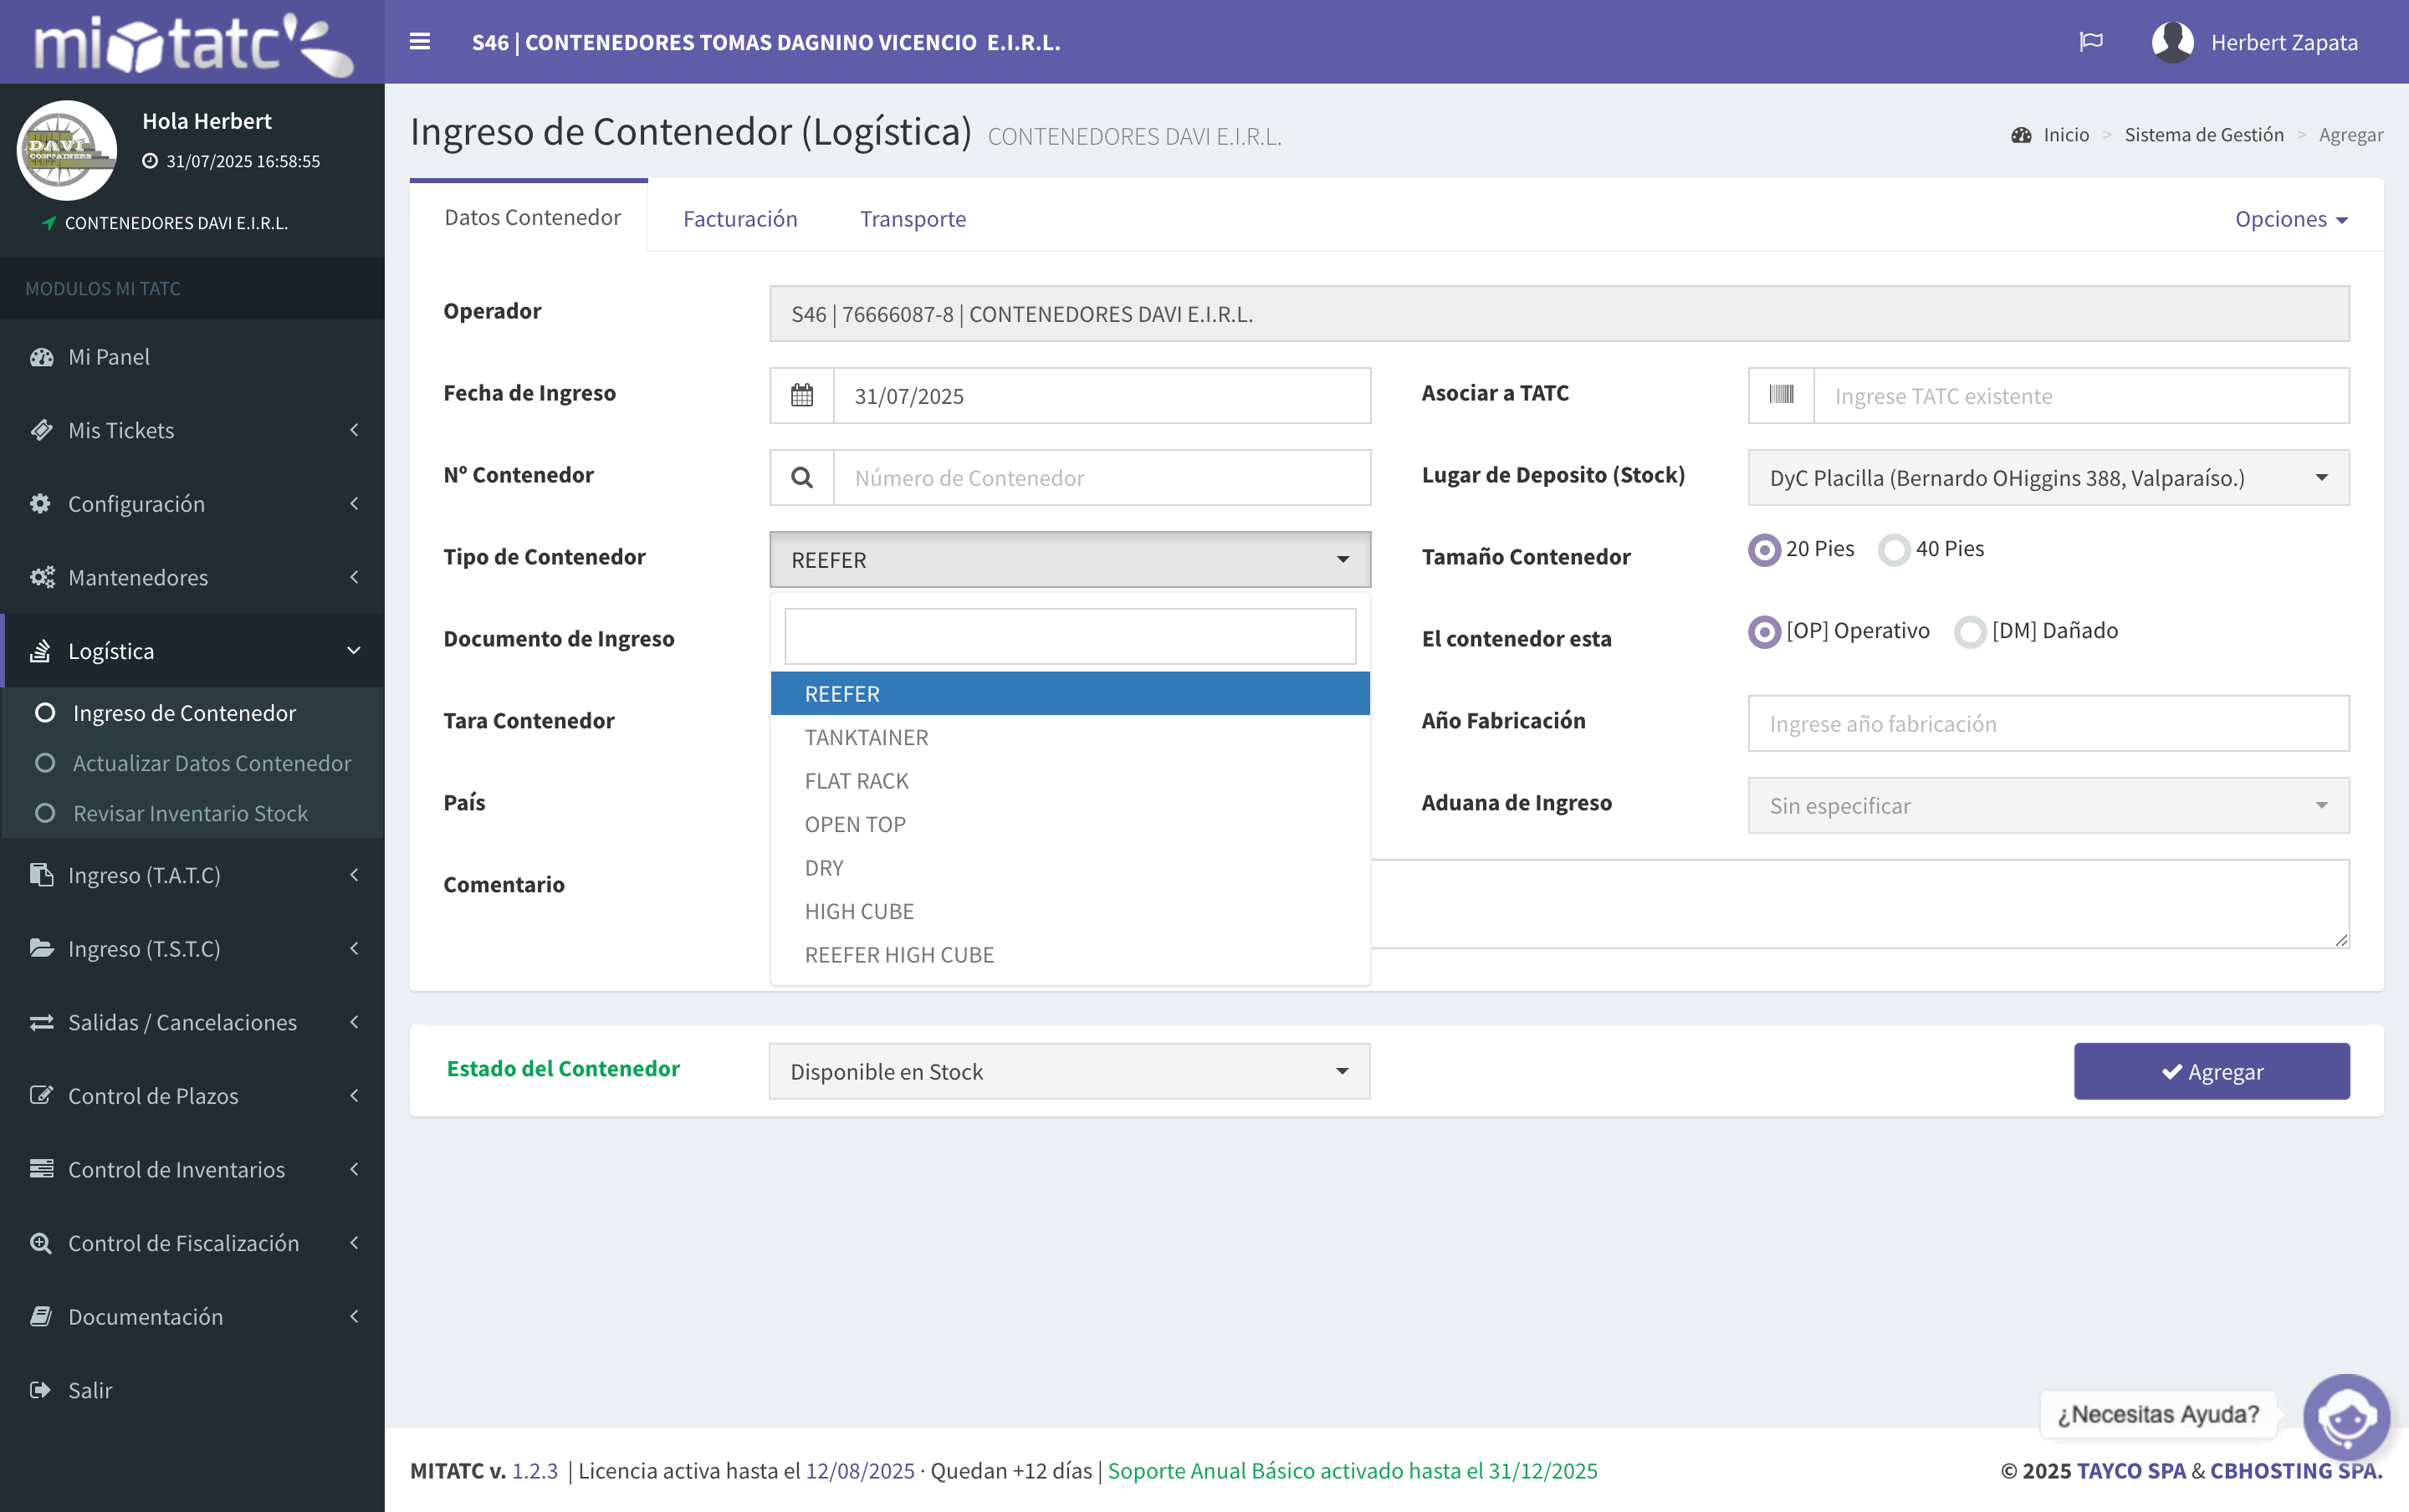 mi tatc
S46 | CONTENEDORES TOMAS DAGNINO VICENCIO E.I.R.L.
Herbert Zapata
DAVI
CONTAINERS
Hola Herbert
31/07/2025 16:58:55
CONTENEDORES DAVI E.I.R.L.
MODULOS MI TATC
Mi Panel
Mis Tickets
Configuración
Mantenedores
Logística
Ingreso de Contenedor
Actualizar Datos Contenedor
Revisar Inventario Stock
Ingreso (T.A.T.C)
Ingreso (T.S.T.C)
Salidas / Cancelaciones
Control de Plazos
Control de Inventarios
Control de Fiscalización
Documentación
Salir
Ingreso de Contenedor (Logística) CONTENEDORES DAVI E.I.R.L.
Inicio > Sistema de Gestión > Agregar
Datos Contenedor Facturación Transporte Opciones
Operador S46 | 76666087-8 | CONTENEDORES DAVI E.I.R.L.
Fecha de Ingreso 31/07/2025 Asociar a TATC Ingrese TATC existente
Nº Contenedor Número de Contenedor Lugar de Deposito (Stock) DyC Placilla (Bernardo OHiggins 388, Valparaíso.)
Tipo de Contenedor REEFER Tamaño Contenedor 20 Pies 40 Pies
Documento de Ingreso El contenedor esta [OP] Operativo [DM] Dañado
REEFER
Tara Contenedor TANKTAINER Año Fabricación Ingrese año fabricación
FLAT RACK
País OPEN TOP Aduana de Ingreso Sin especificar
DRY
Comentario HIGH CUBE
REEFER HIGH CUBE
Estado del Contenedor Disponible en Stock Agregar
¿Necesitas Ayuda?
MITATC v. 1.2.3 | Licencia activa hasta el 12/08/2025 · Quedan +12 días | Soporte Anual Básico activado hasta el 31/12/2025
© 2025 TAYCO SPA & CBHOSTING SPA.